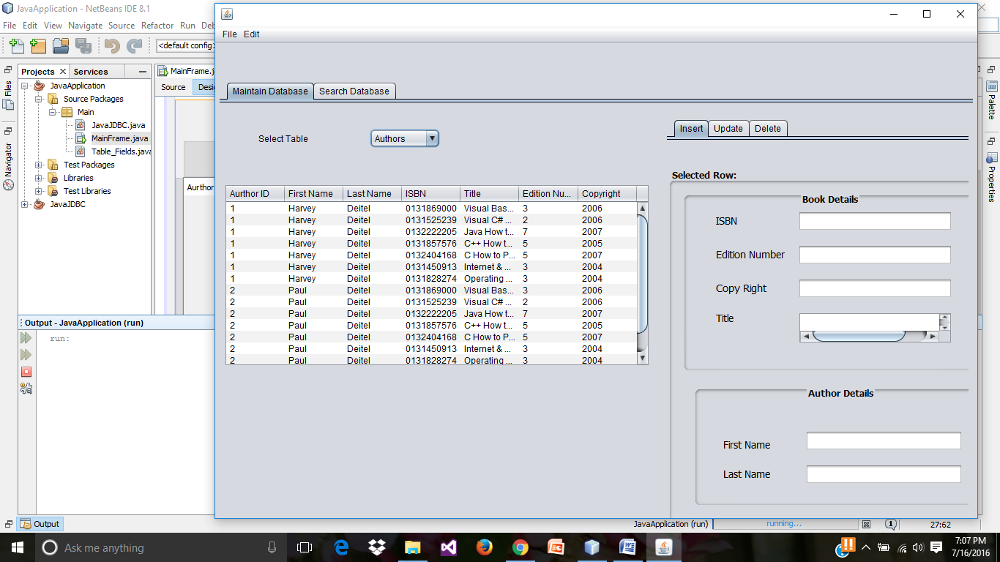 JavaApplication - NetBeans IDE 8.1
File Edit View Navigate Source Refactor Run
<default config>
Projects Services
Files
Navigator
JavaApplication
Source Packages
Main
JavaJDBC.java
MainFrame.java
Table_Fields.java
Test Packages
Libraries
Test Libraries
JavaJDBC
MainFrame.j
Source Desi
Aurthor
File Edit
Maintain Database Search Database
Select Table Authors
Aurthor ID First Name Last Name ISBN Title Edition Nu... Copyright
1 Harvey Deitel 0131869000 Visual Bas... 3 2006
1 Harvey Deitel 0131525239 Visual C# ... 2 2006
1 Harvey Deitel 0132222205 Java How t... 7 2007
1 Harvey Deitel 0131857576 C++ How t... 5 2005
1 Harvey Deitel 0132404168 C How to P... 5 2007
1 Harvey Deitel 0131450913 Internet & ... 3 2004
1 Harvey Deitel 0131828274 Operating ... 3 2004
2 Paul Deitel 0131869000 Visual Bas... 3 2006
2 Paul Deitel 0131525239 Visual C# ... 2 2006
2 Paul Deitel 0132222205 Java How t... 7 2007
2 Paul Deitel 0131857576 C++ How t... 5 2005
2 Paul Deitel 0132404168 C How to P... 5 2007
2 Paul Deitel 0131450913 Internet & ... 3 2004
2 Paul Deitel 0131828274 Operating ... 3 2004
Insert Update Delete
Selected Row:
Book Details
ISBN
Edition Number
Copy Right
Title
Author Details
First Name
Last Name
Palette
Properties
Output - JavaApplication (run)
run:
Output
JavaApplication (run) running... 1 27:62
Ask me anything
7:07 PM
7/16/2016